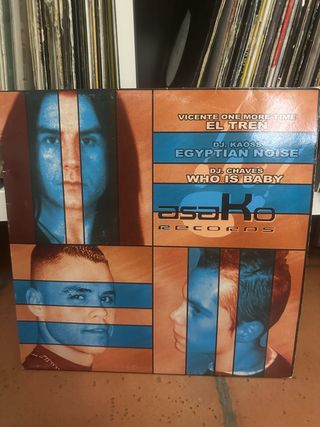 VICENTE ONE MORE TIME
EL TREN
DJ. KAOSS
EGYPTIAN NOISE
DJ. CHAVES
WHO IS BABY
asaKo
RECORDS